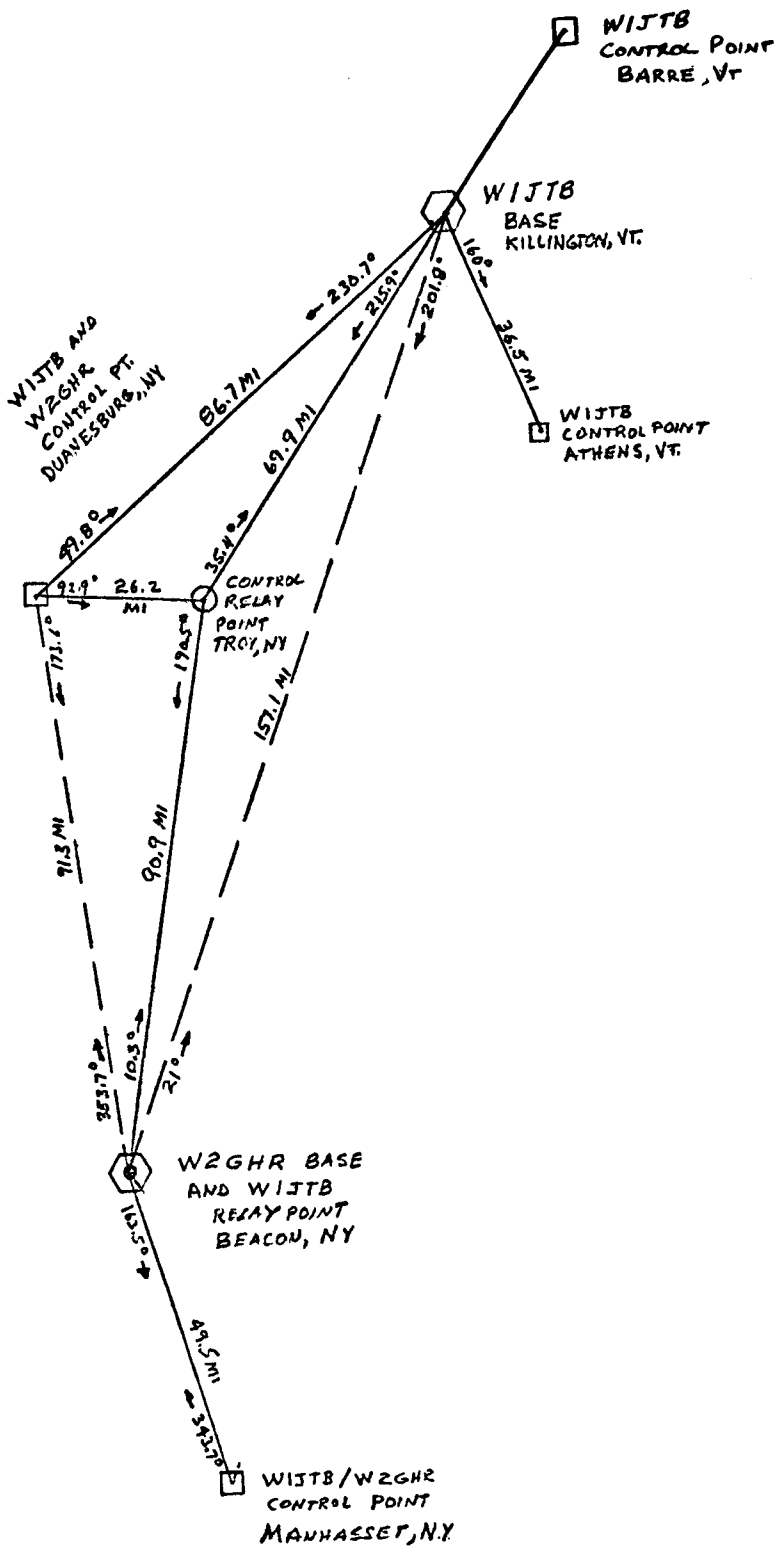 W1JTB
CONTROL POINT
BARRE, VT
W1JTB
BASE
KILLINGTON, VT.
← 230.7°
← 215.9°
← 201.8°
160° →
36.5 MI
W1JTB AND
W2GHR
CONTROL PT.
DUANESBURG, NY
86.7 MI
69.9 MI
W1JTB
CONTROL POINT
ATHENS, VT.
49.8° →
35.4° →
92.9° →
26.2
MI
CONTROL
RELAY
POINT
TROY, NY
← 173.6°
← 190.5°
157.1 MI
91.3 MI
90.9 MI
353.7° →
10.3° →
21° →
W2GHR BASE
AND W1JTB
RELAY POINT
BEACON, NY
162.5° →
49.5 MI
← 342.7°
W1JTB/W2GHR
CONTROL POINT
MANHASSET, N.Y.